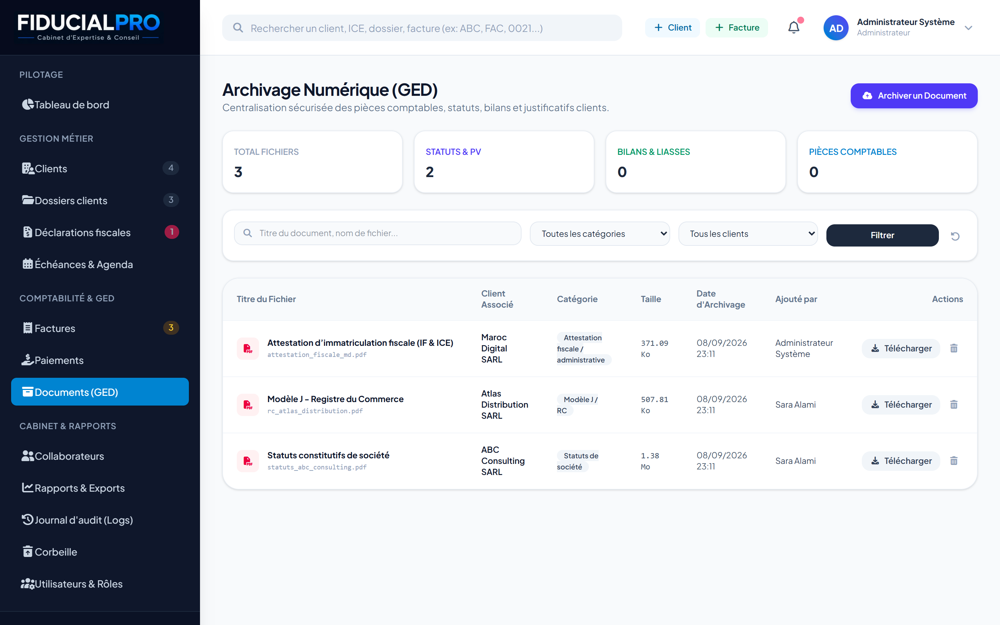 FIDUCIALPRO
Cabinet d'Expertise & Conseil
Rechercher un client, ICE, dossier, facture (ex: ABC, FAC, 0021...)
+ Client
+ Facture
AD
Administrateur Système
Administrateur
PILOTAGE
Tableau de bord
GESTION MÉTIER
Clients 4
Dossiers clients 3
Déclarations fiscales 1
Échéances & Agenda
COMPTABILITÉ & GED
Factures 3
Paiements
Documents (GED)
CABINET & RAPPORTS
Collaborateurs
Rapports & Exports
Journal d'audit (Logs)
Corbeille
Utilisateurs & Rôles
Archivage Numérique (GED)
Centralisation sécurisée des pièces comptables, statuts, bilans et justificatifs clients.
Archiver un Document
TOTAL FICHIERS
3
STATUTS & PV
2
BILANS & LIASSES
0
PIÈCES COMPTABLES
0
Titre du document, nom de fichier...
Toutes les catégories
Tous les clients
Filtrer
Titre du Fichier
Client
Associé
Catégorie
Taille
Date
d'Archivage
Ajouté par
Actions
PDF
Attestation d’immatriculation fiscale (IF & ICE)
attestation_fiscale_md.pdf
Maroc
Digital
SARL
Attestation
fiscale /
administrative
371.09
Ko
08/09/2026
23:11
Administrateur
Système
Télécharger
PDF
Modèle J – Registre du Commerce
rc_atlas_distribution.pdf
Atlas
Distribution
SARL
Modèle J /
RC
507.81
Ko
08/09/2026
23:11
Sara Alami
Télécharger
PDF
Statuts constitutifs de société
statuts_abc_consulting.pdf
ABC
Consulting
SARL
Statuts de
société
1.38
Mo
08/09/2026
23:11
Sara Alami
Télécharger